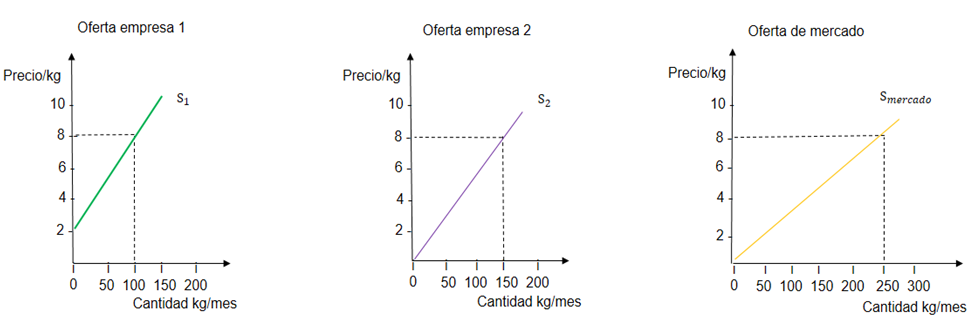 Oferta empresa 1
Precio/kg
S1
10
8
6
4
2
0 50 100 150 200
Cantidad kg/mes
Oferta empresa 2
Precio/kg
S2
10
8
6
4
2
0 50 100 150 200
Cantidad kg/mes
Oferta de mercado
Precio/kg
Smercado
10
8
6
4
2
0 50 100 150 200 250 300
Cantidad kg/mes